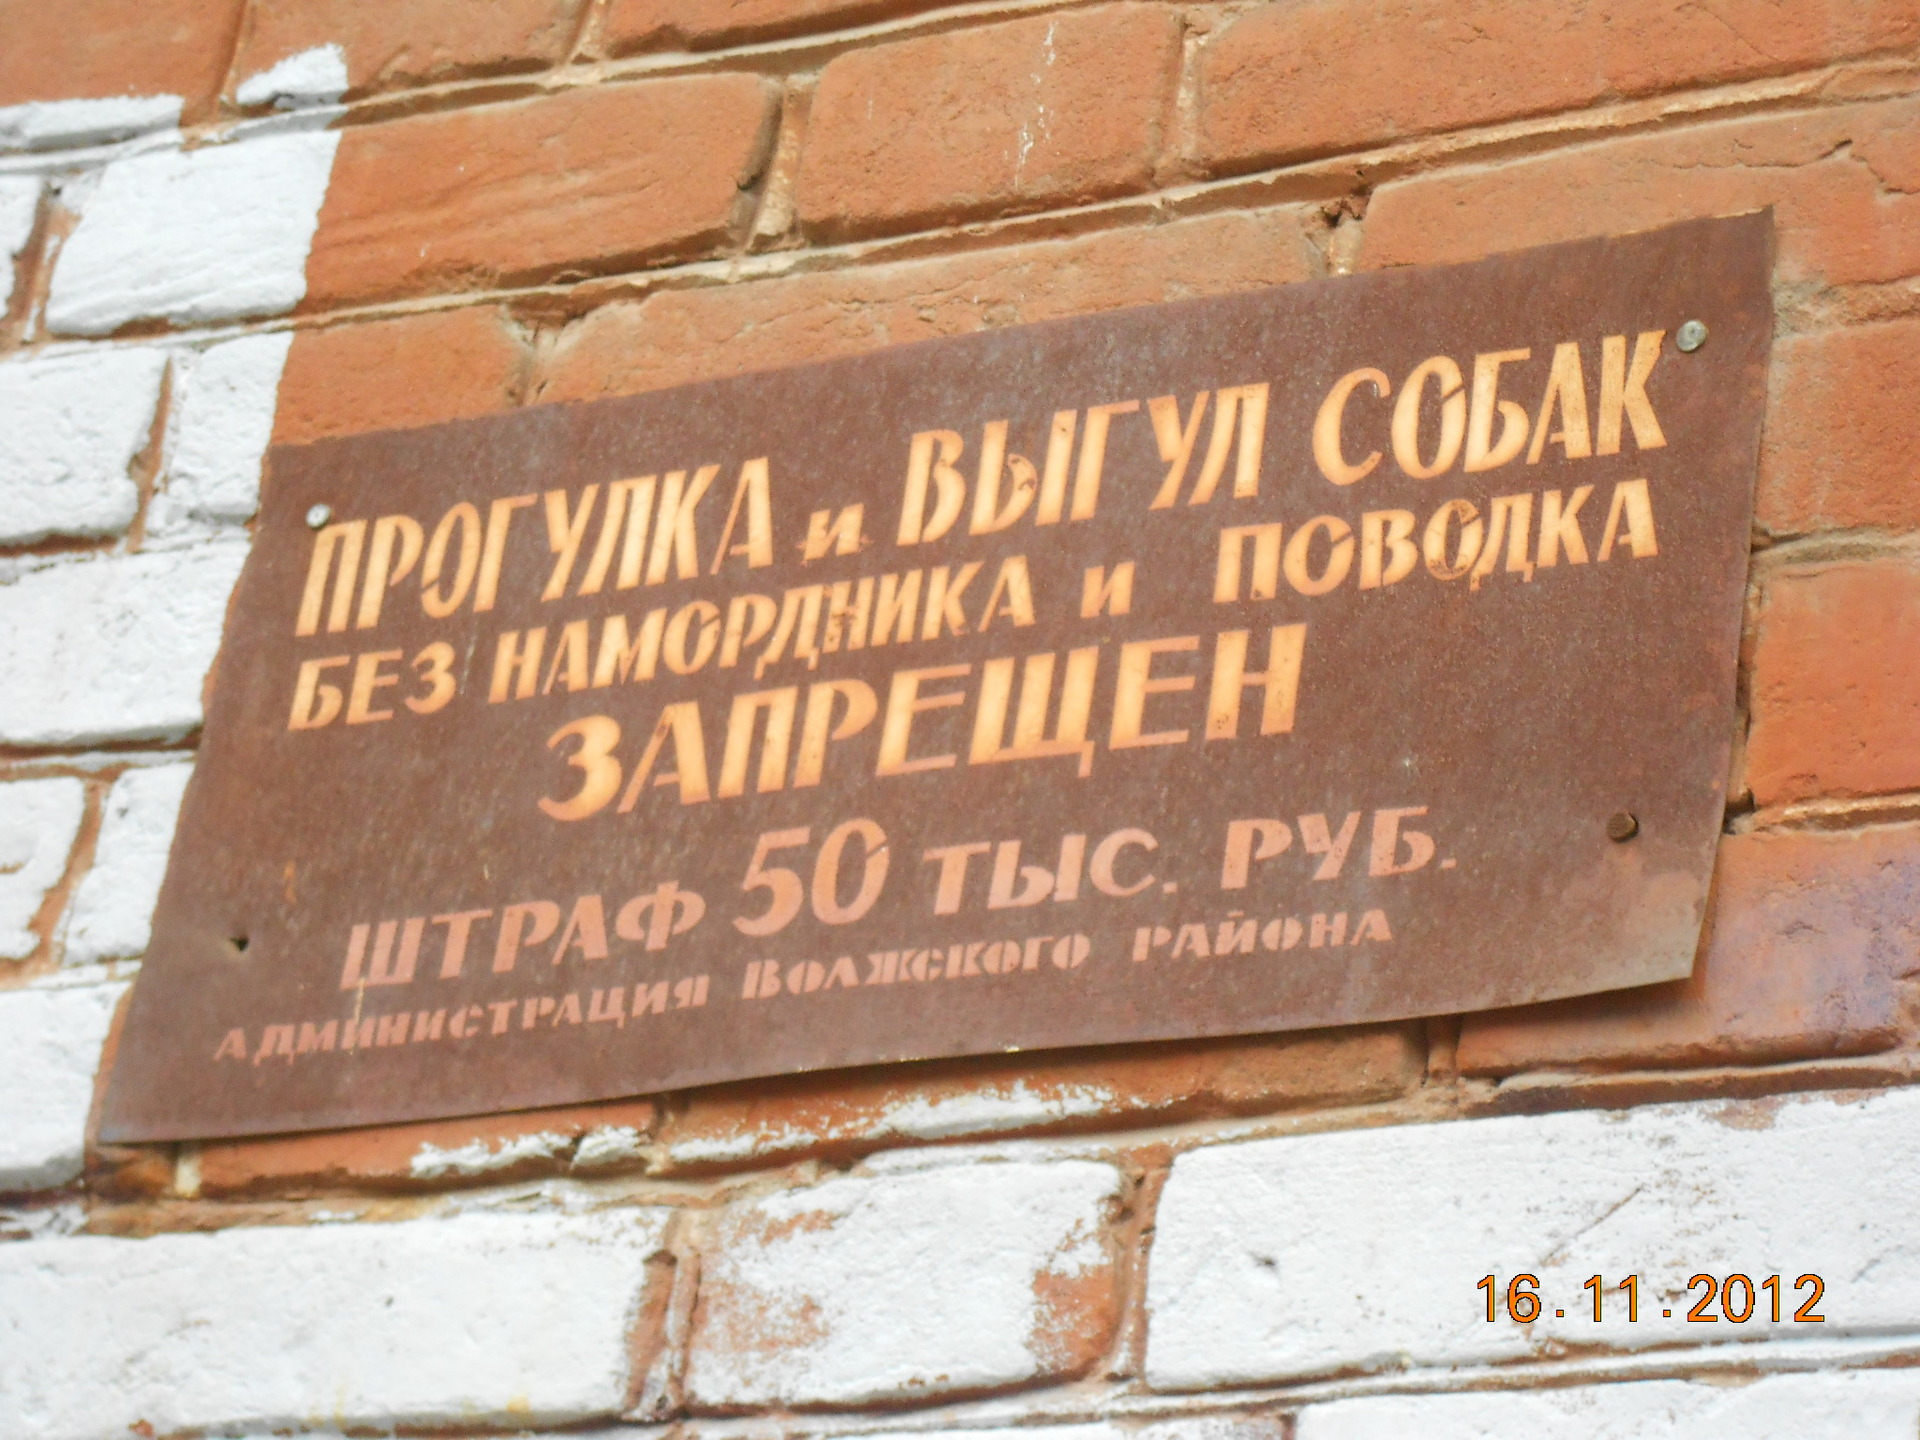 ПРОГУЛКА и ВЫГУЛ СОБАК
БЕЗ НАМОРДНИКА и ПОВОДКА
ЗАПРЕЩЕН
ШТРАФ 50 ТЫС. РУБ.
АДМИНИСТРАЦИЯ ВОЛЖСКОГО РАЙОНА
16.11.2012